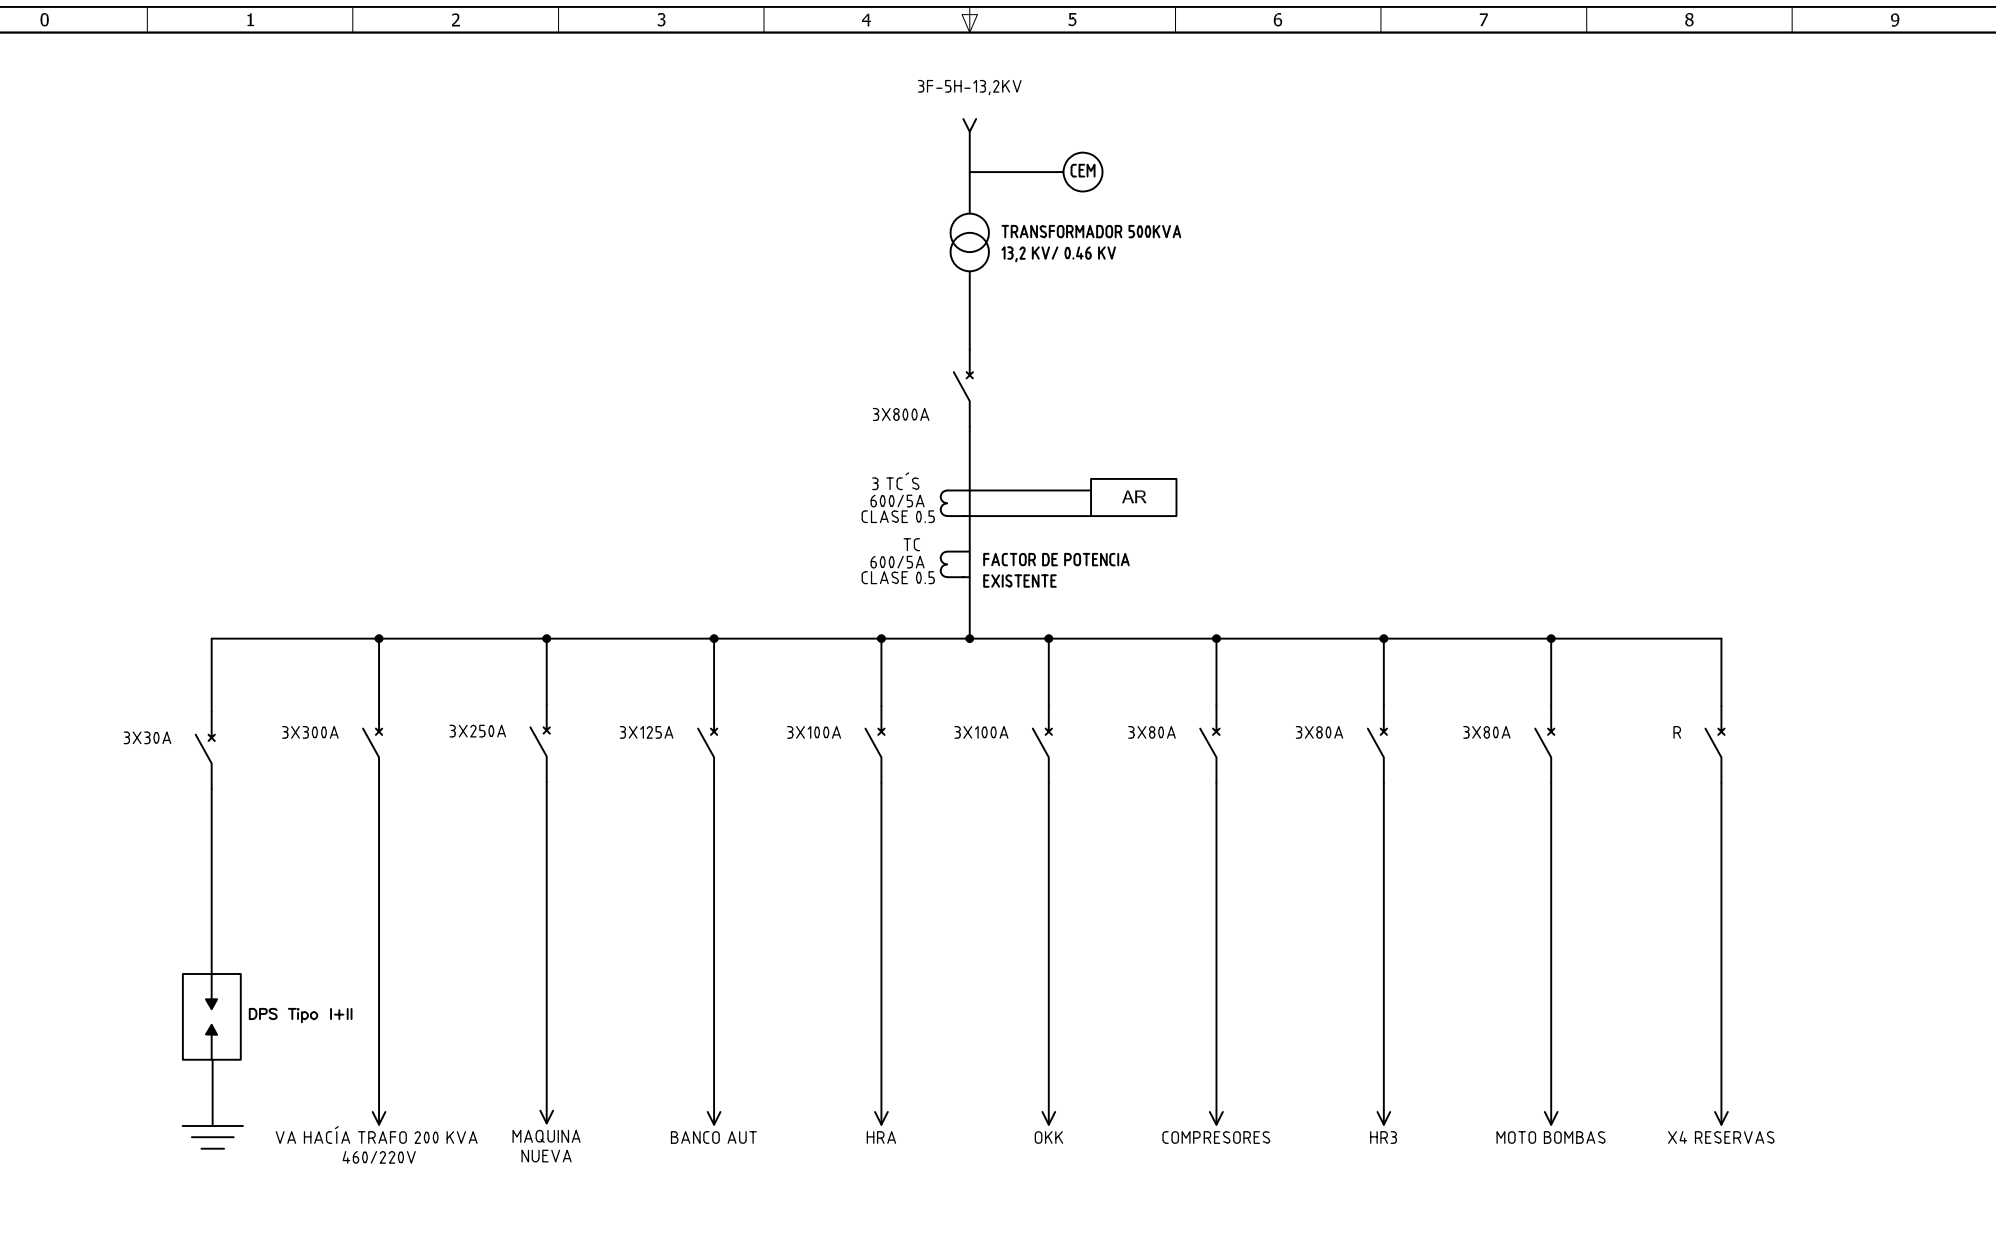 0 1 2 3 4 5 6 7 8 9
3F-5H-13,2KV
CEM
TRANSFORMADOR 500KVA
13,2 KV/ 0.46 KV
3X800A
3 TC´S
600/5A
CLASE 0.5
AR
TC
600/5A
CLASE 0.5
FACTOR DE POTENCIA
EXISTENTE
3X30A
3X300A
3X250A
3X125A
3X100A
3X100A
3X80A
3X80A
3X80A
R
DPS Tipo I+II
VA HACÍA TRAFO 200 KVA
460/220V
MAQUINA
NUEVA
BANCO AUT
HRA
OKK
COMPRESORES
HR3
MOTO BOMBAS
X4 RESERVAS